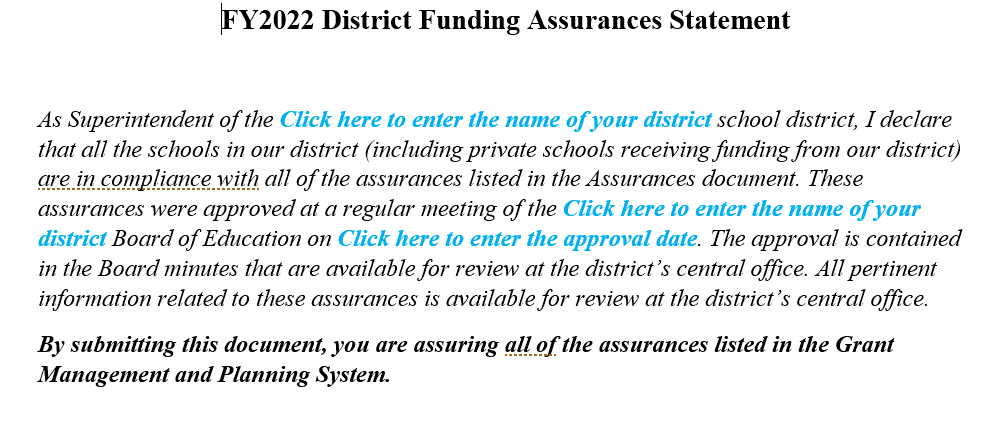 FY2022 District Funding Assurances Statement
As Superintendent of the Click here to enter the name of your district school district, I declare
that all the schools in our district (including private schools receiving funding from our district)
are in compliance with all of the assurances listed in the Assurances document. These
assurances were approved at a regular meeting of the Click here to enter the name of your
district Board of Education on Click here to enter the approval date. The approval is contained
in the Board minutes that are available for review at the district’s central office. All pertinent
information related to these assurances is available for review at the district’s central office.
By submitting this document, you are assuring all of the assurances listed in the Grant
Management and Planning System.